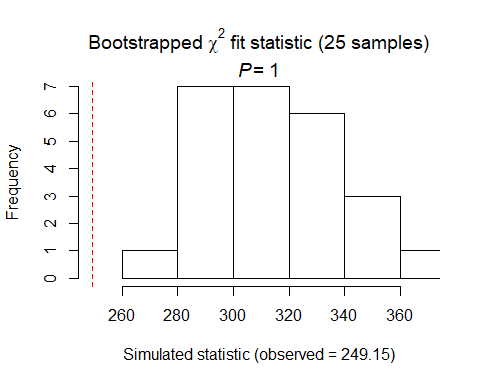 Bootstrapped χ² fit statistic (25 samples)
P= 1
Frequency
7
6
5
4
3
2
1
0
260 280 300 320 340 360
Simulated statistic (observed = 249.15)